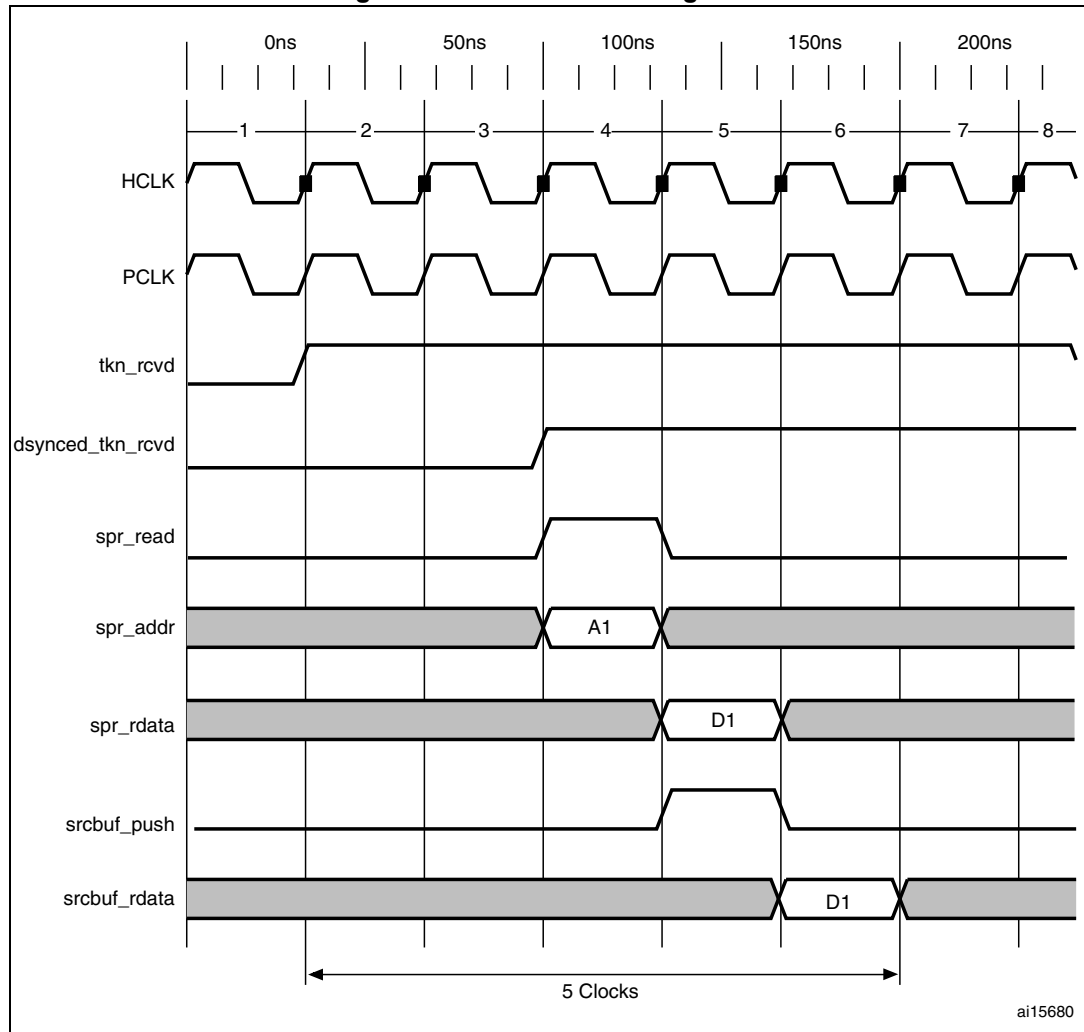 0ns 50ns 100ns 150ns 200ns
1 2 3 4 5 6 7 8
HCLK
PCLK
tkn_rcvd
dsynced_tkn_rcvd
spr_read
spr_addr A1
spr_rdata D1
srcbuf_push
srcbuf_rdata D1
5 Clocks
ai15680